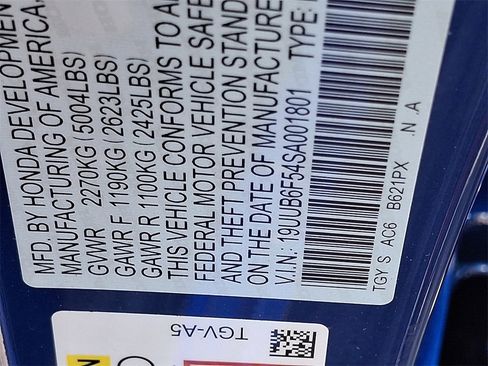 MFD. BY HONDA DEVELOPMENT
MANUFACTURING OF AMERICA,
GVWR 2270KG (5004LBS)
GAWR F 1190KG (2623LBS)
GAWR R 1100KG (2425LBS)
THIS VEHICLE CONFORMS TO
FEDERAL MOTOR VEHICLE SAFE
AND THEFT PREVENTION STAND
ON THE DATE OF MANUFACTURE
V.I.N. 19UUB6F54SA001801 TYPE:
TGY S AC6 B621PX N .A
TGV-A5